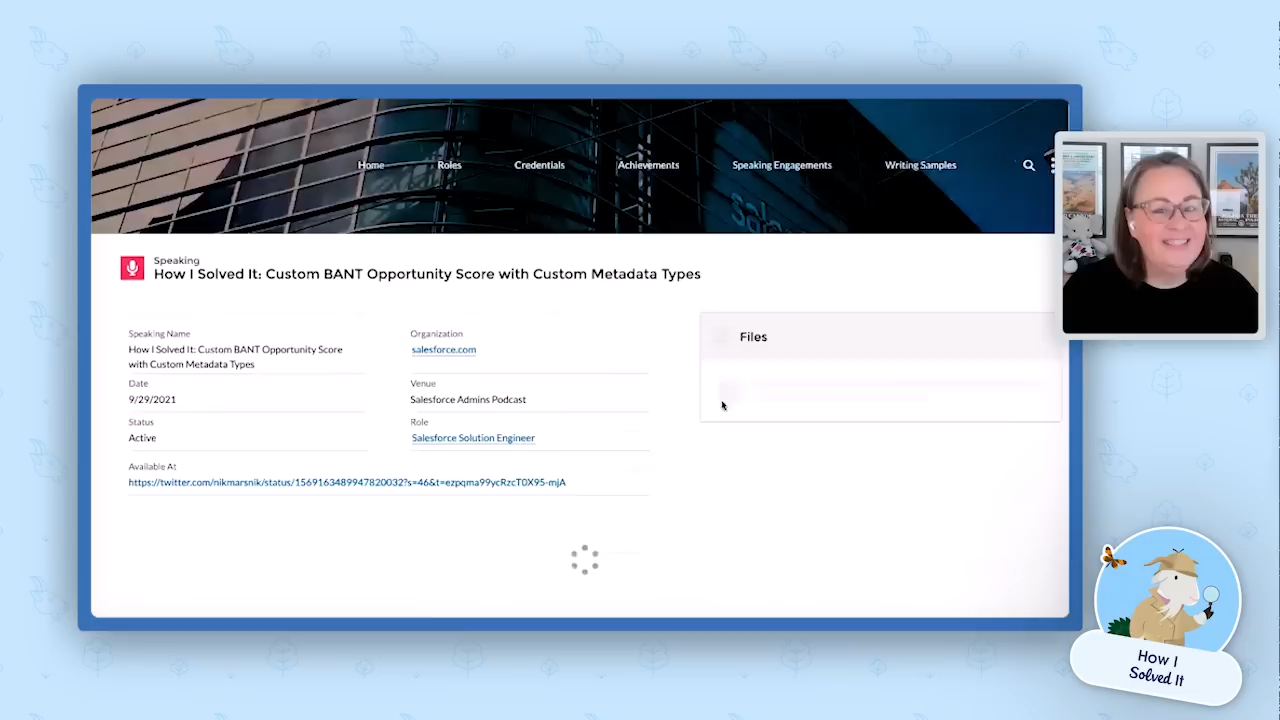 Home Roles Credentials Achievements Speaking Engagements Writing Samples
Speaking
How I Solved It: Custom BANT Opportunity Score with Custom Metadata Types
Speaking Name
How I Solved It: Custom BANT Opportunity Score
with Custom Metadata Types
Organization
salesforce.com
Files
Date
9/29/2021
Venue
Salesforce Admins Podcast
Status
Active
Role
Salesforce Solution Engineer
Available At
https://twitter.com/nikmarsnik/status/1569163489947820032?s=46&t=ezpqma99ycRzcT0X95-mjA
How I
Solved It